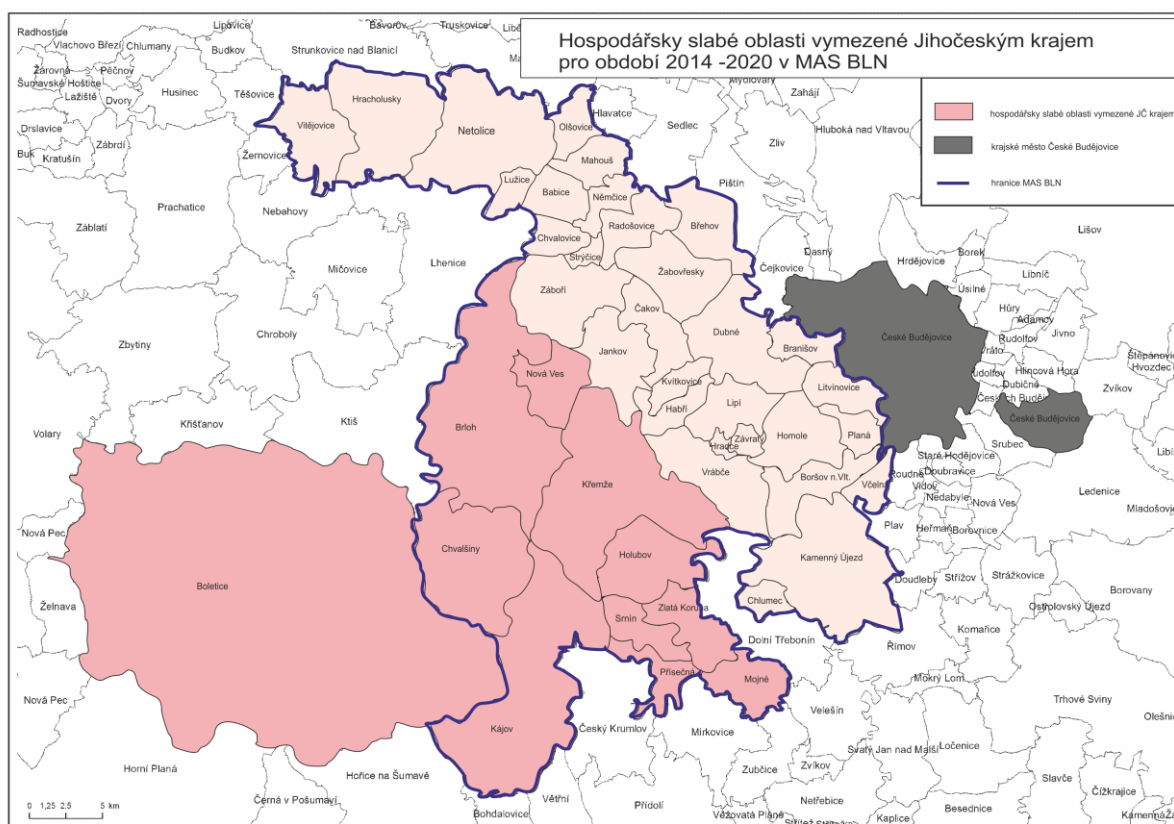 Hospodářsky slabé oblasti vymezené Jihočeským krajem
pro období 2014 -2020 v MAS BLN
hospodářsky slabé oblasti vymezené JČ krajem
krajské město České Budějovice
hranice MAS BLN
Radhostice
Lipovice
Bavorov
Truskovice
Vlachovo Březí
Chlumany
Budkov
Strunkovice nad Blanicí
Žárovná
Pěčnov
Šumavské Hoštice
Husinec
Těšovice
Lažiště
Dvory
Hracholusky
Mydlovary
Zahájí
Drslavice
Zábrdí
Vitějovice
Netolice
Olšovice
Hlavatce
Sedlec
Hluboká nad Vltavou
Buk
Kratušín
Žernovice
Mahouš
Zliv
Lužice
Babice
Němčice
Pištín
Prachatice
Nebahovy
Záblatí
Chvalovice
Radošovice
Břehov
Lišov
Mičovice
Lhenice
Strýčice
Žabovřesky
Čejkovice
Dasný
Hrdějovice
Borek
Libníč
Záboří
Čakov
Úsilné
Hůry
Adamov
Chroboly
Zbytiny
Dubné
České Budějovice
Rudolfov
Jivno
Jankov
Branišov
Vráto
Nová Ves
Kvítkovice
Litvínovice
Hlincová Hora
Dubičné
Zvíkov
Habří
Lipí
České Budějovice
Křišťanov
Ktiš
Volary
Brloh
Hradce
Závraty
Homole
Planá
Srubec
Staré Hodějovice
Vrábče
Boršov n.Vlt.
Včelná
Roudné
Doubravice
Vidov
Ledenice
Křemže
Nedabyle
Nová Ves
Nová Pec
Plav
Heřmaň
Borovnice
Chvalšiny
Holubov
Kamenný Újezd
Boletice
Doudleby
Střížov
Strážkovice
Borovany
Želnava
Chlumec
Zlatá Koruna
Ostrolovský Újezd
Srnín
Dolní Třebonín
Komařice
Římov
Přísečná
Mojné
Mokrý Lom
Nová Pec
Trhové Sviny
Velešín
Kájov
Český Krumlov
Mirkovice
Svatý Jan nad Malší
Ločenice
Horní Planá
Hořice na Šumavě
Zubčice
Zvíkov
Slavče
Čížkrajice
0 1,25 2,5 5 km
Černá v Pošumaví
Větřní
Přídolí
Netřebice
Bohdalovice
Věžovatá Pláně
Kaplice
Besednice